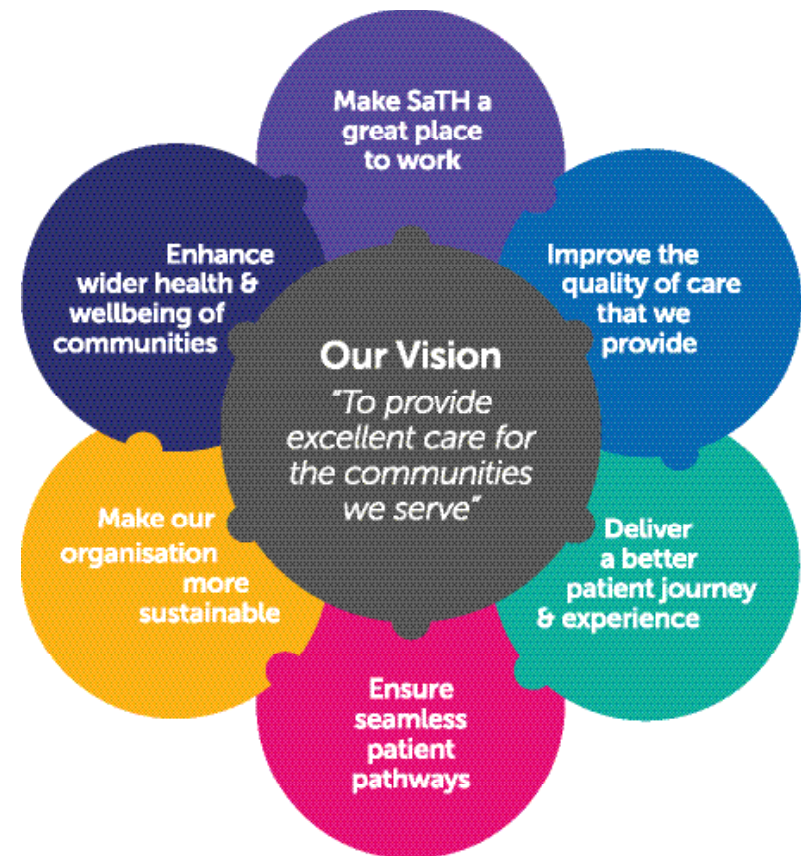 Make SaTH a
great place
to work
Improve the
quality of care
that we
provide
Deliver
a better
patient journey
& experience
Ensure
seamless
patient
pathways
Make our
organisation
more
sustainable
Enhance
wider health &
wellbeing of
communities
Our Vision
“To provide
excellent care for
the communities
we serve”